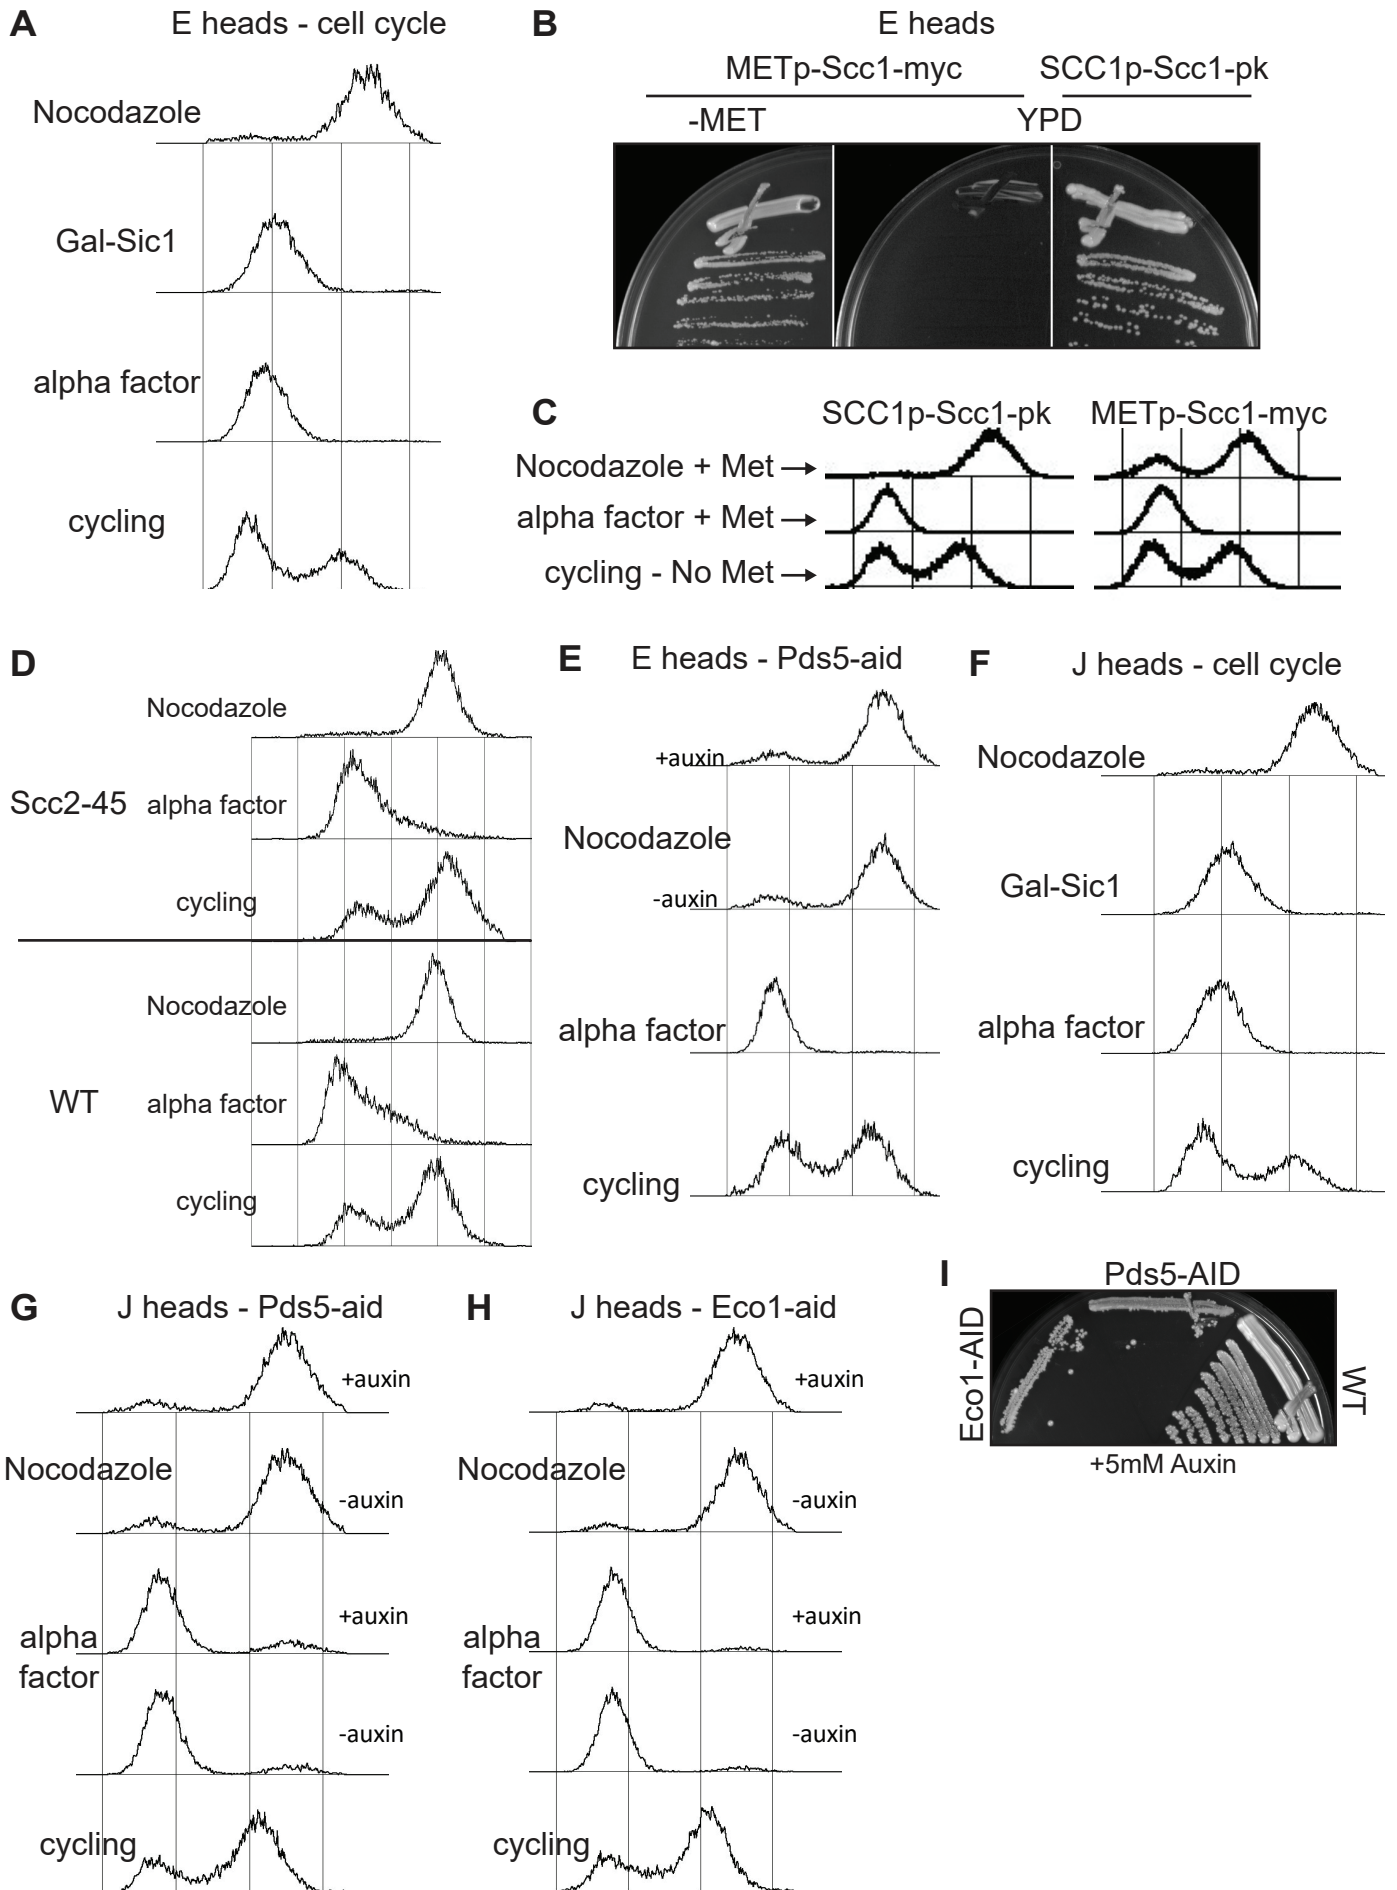 A E heads - cell cycle
Nocodazole
Gal-Sic1
alpha factor
cycling
B E heads
METp-Scc1-myc SCC1p-Scc1-pk
-MET YPD
C SCC1p-Scc1-pk METp-Scc1-myc
Nocodazole + Met
alpha factor + Met
cycling - No Met
D
Nocodazole
Scc2-45 alpha factor
cycling
Nocodazole
WT alpha factor
cycling
E E heads - Pds5-aid
+auxin
Nocodazole
-auxin
alpha factor
cycling
F J heads - cell cycle
Nocodazole
Gal-Sic1
alpha factor
cycling
G J heads - Pds5-aid
+auxin
Nocodazole
-auxin
+auxin
alpha
factor
-auxin
cycling
H J heads - Eco1-aid
+auxin
Nocodazole
-auxin
+auxin
alpha
factor
-auxin
cycling
I Pds5-AID
Eco1-AID
WT
+5mM Auxin